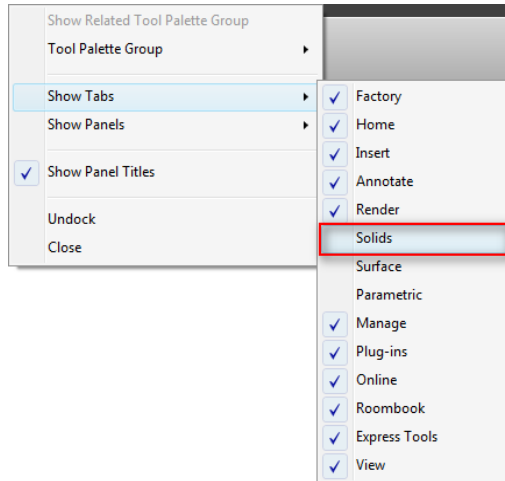 Show Related Tool Palette Group
Tool Palette Group
Show Tabs
Show Panels
Show Panel Titles
Undock
Close
Factory
Home
Insert
Annotate
Render
Solids
Surface
Parametric
Manage
Plug-ins
Online
Roombook
Express Tools
View